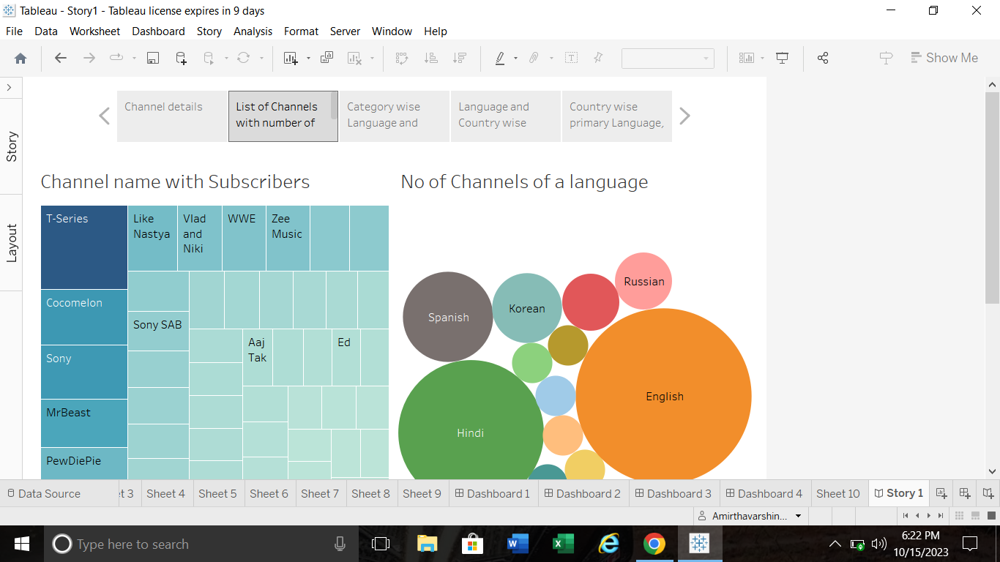 Tableau - Story1 - Tableau license expires in 9 days
File Data Worksheet Dashboard Story Analysis Format Server Window Help
Show Me
Story
Layout
Channel details
List of Channels
with number of
Category wise
Language and
Language and
Country wise
Country wise
primary Language,
Channel name with Subscribers
No of Channels of a language
T-Series
Like
Nastya
Vlad
and
Niki
WWE
Zee
Music
Cocomelon
Sony SAB
Sony
Aaj
Tak
Ed
MrBeast
PewDiePie
Russian
Korean
Spanish
English
Hindi
Data Source t 3 Sheet 4 Sheet 5 Sheet 6 Sheet 7 Sheet 8 Sheet 9 Dashboard 1 Dashboard 2 Dashboard 3 Dashboard 4 Sheet 10 Story 1
Amirthavarshin...
Type here to search
6:22 PM
10/15/2023